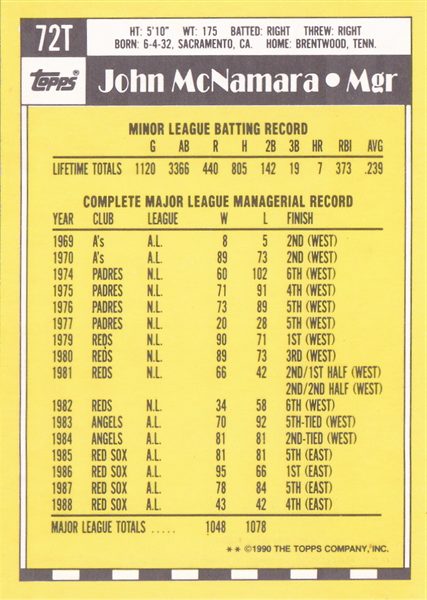 72T
HT: 5'10" WT: 175 BATTED: RIGHT THREW: RIGHT
BORN: 6-4-32, SACRAMENTO, CA. HOME: BRENTWOOD, TENN.
Topps John McNamara • Mgr
MINOR LEAGUE BATTING RECORD
G AB R H 2B 3B HR RBI AVG
LIFETIME TOTALS 1120 3366 440 805 142 19 7 373 .239
COMPLETE MAJOR LEAGUE MANAGERIAL RECORD
YEAR CLUB LEAGUE W L FINISH
1969 A's A.L. 8 5 2ND (WEST)
1970 A's A.L. 89 73 2ND (WEST)
1974 PADRES N.L. 60 102 6TH (WEST)
1975 PADRES N.L. 71 91 4TH (WEST)
1976 PADRES N.L. 73 89 5TH (WEST)
1977 PADRES N.L. 20 28 5TH (WEST)
1979 REDS N.L. 90 71 1ST (WEST)
1980 REDS N.L. 89 73 3RD (WEST)
1981 REDS N.L. 66 42 2ND/1ST HALF (WEST)
2ND/2ND HALF (WEST)
1982 REDS N.L. 34 58 6TH (WEST)
1983 ANGELS A.L. 70 92 5TH-TIED (WEST)
1984 ANGELS A.L. 81 81 2ND-TIED (WEST)
1985 RED SOX A.L. 81 81 5TH (EAST)
1986 RED SOX A.L. 95 66 1ST (EAST)
1987 RED SOX A.L. 78 84 5TH (EAST)
1988 RED SOX A.L. 43 42 4TH (EAST)
MAJOR LEAGUE TOTALS ..... 1048 1078
** ©1990 THE TOPPS COMPANY, INC.